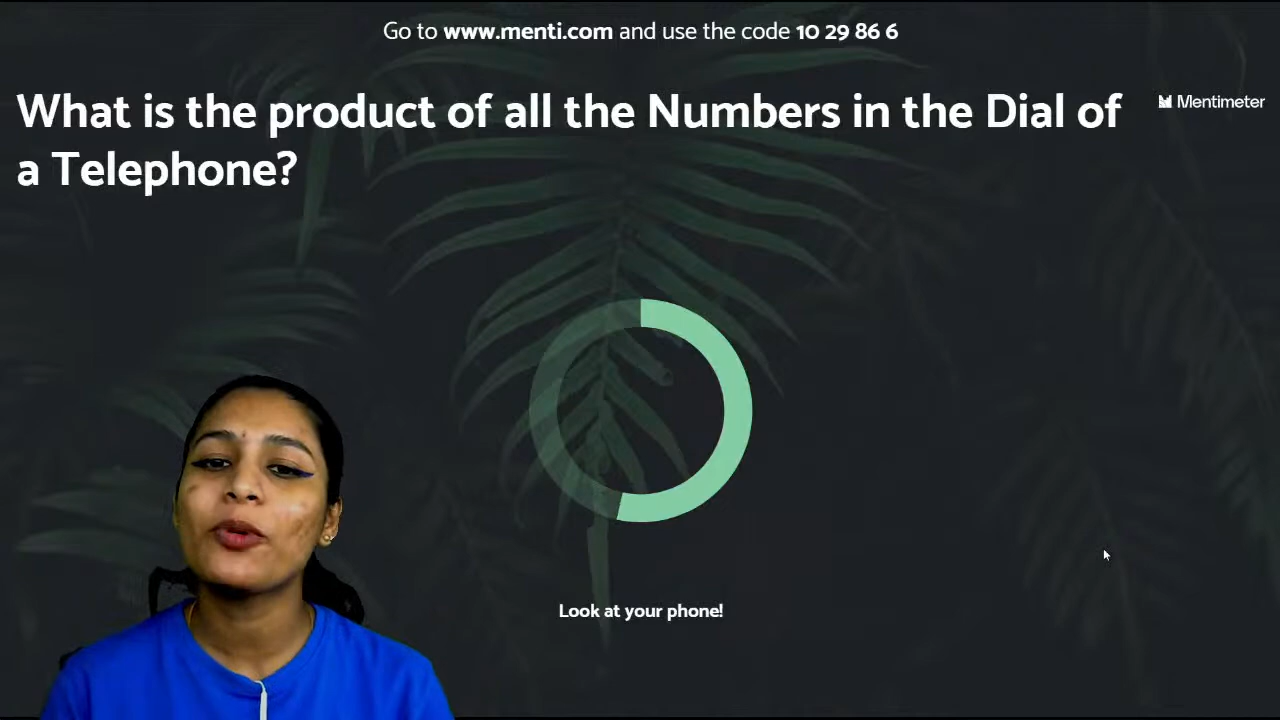 Go to www.menti.com and use the code 10 29 86 6
What is the product of all the Numbers in the Dial of
a Telephone?
Mentimeter
Look at your phone!